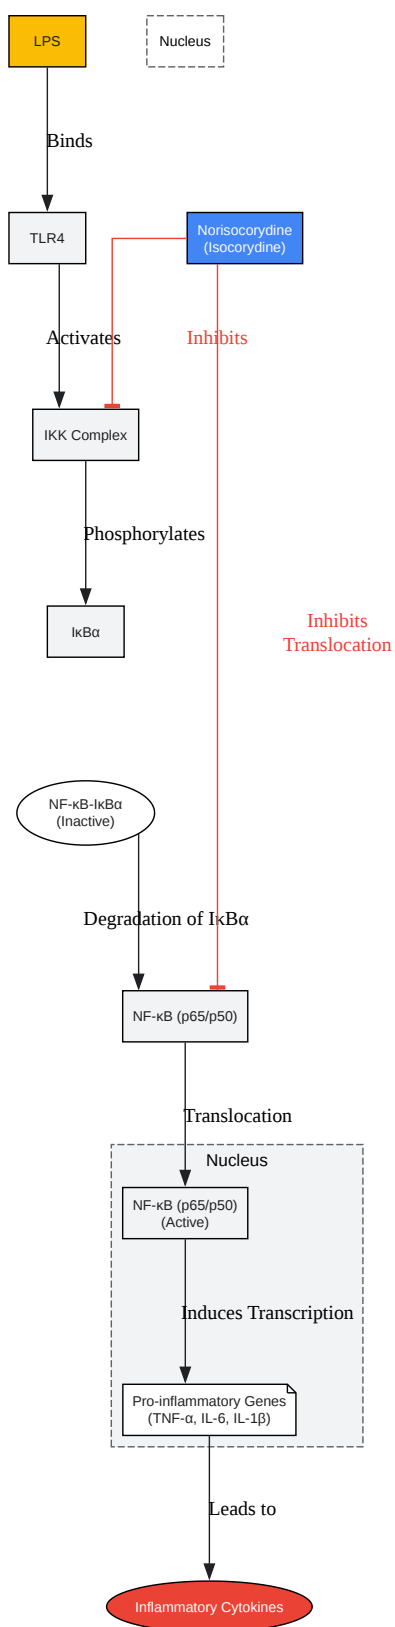 LPS
Nucleus
Binds
TLR4
Norisocorydine
(Isocorydine)
Activates
Inhibits
IKK Complex
Phosphorylates
IκBα
Inhibits
Translocation
NF-κB-IκBα
(Inactive)
Degradation of IκBα
NF-κB (p65/p50)
Translocation
Nucleus
NF-κB (p65/p50)
(Active)
Induces Transcription
Pro-inflammatory Genes
(TNF-α, IL-6, IL-1β)
Leads to
Inflammatory Cytokines